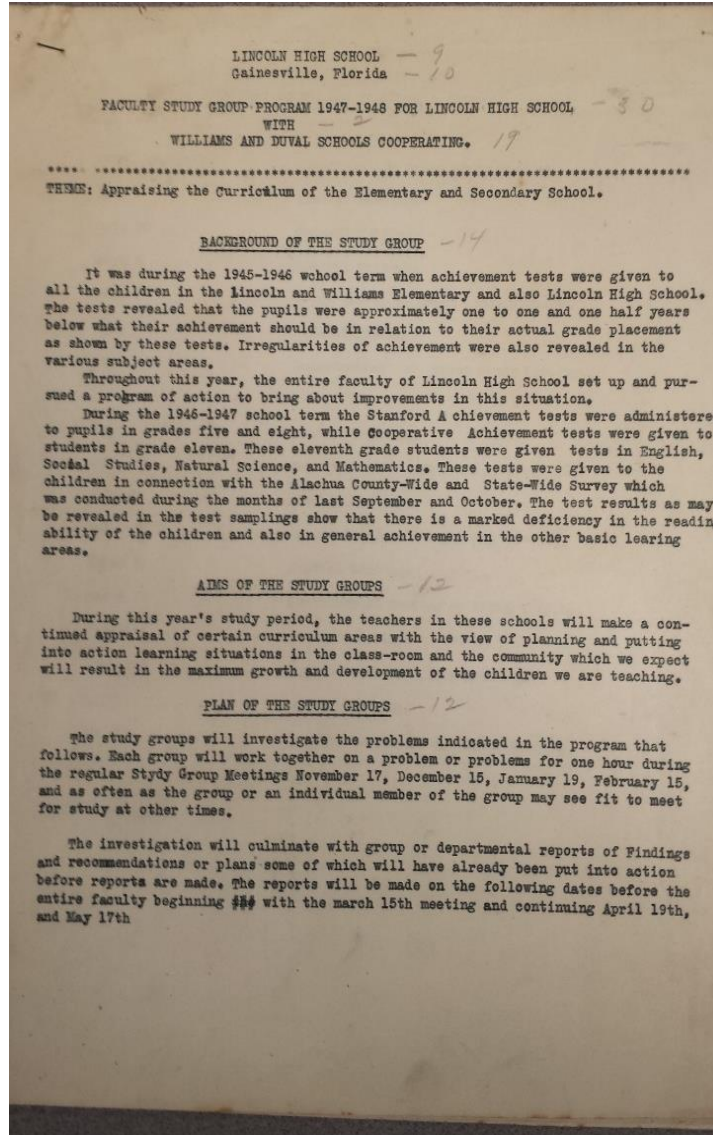 LINCOLN HIGH SCHOOL — 9
Gainesville, Florida — 10
FACULTY STUDY GROUP PROGRAM 1947-1948 FOR LINCOLN HIGH SCHOOL — 30
WITH — 2
WILLIAMS AND DUVAL SCHOOLS COOPERATING. 19
**** ****************************************************************************
THEME: Appraising the Curriculum of the Elementary and Secondary School.
BACKGROUND OF THE STUDY GROUP — 14
It was during the 1945-1946 wchool term when achievement tests were given to
all the children in the Lincoln and Williams Elementary and also Lincoln High School.
The tests revealed that the pupils were approximately one to one and one half years
below what their achievement should be in relation to their actual grade placement
as shown by these tests. Irregularities of achievement were also revealed in the
various subject areas.
Throughout this year, the entire faculty of Lincoln High School set up and pur-
sued a program of action to bring about improvements in this situation.
During the 1946-1947 school term the Stanford A chievement tests were administere
to pupils in grades five and eight, while Cooperative Achievement tests were given to
students in grade eleven. These eleventh grade students were given tests in English,
Social Studies, Natural Science, and Mathematics. These tests were given to the
children in connection with the Alachua County-Wide and State-Wide Survey which
was conducted during the months of last September and October. The test results as may
be revealed in the test samplings show that there is a marked deficiency in the readin
ability of the children and also in general achievement in the other basic learing
areas.
AIMS OF THE STUDY GROUPS — 12
During this year's study period, the teachers in these schools will make a con-
tinued appraisal of certain curriculum areas with the view of planning and putting
into action learning situations in the class-room and the community which we expect
will result in the maximum growth and development of the children we are teaching.
PLAN OF THE STUDY GROUPS — 12
The study groups will investigate the problems indicated in the program that
follows. Each group will work together on a problem or problems for one hour during
the regular Stydy Group Meetings November 17, December 15, January 19, February 15,
and as often as the group or an individual member of the group may see fit to meet
for study at other times.
The investigation will culminate with group or departmental reports of Findings
and recommendations or plans some of which will have already been put into action
before reports are made. The reports will be made on the following dates before the
entire faculty beginning with the march 15th meeting and continuing April 19th,
and May 17th